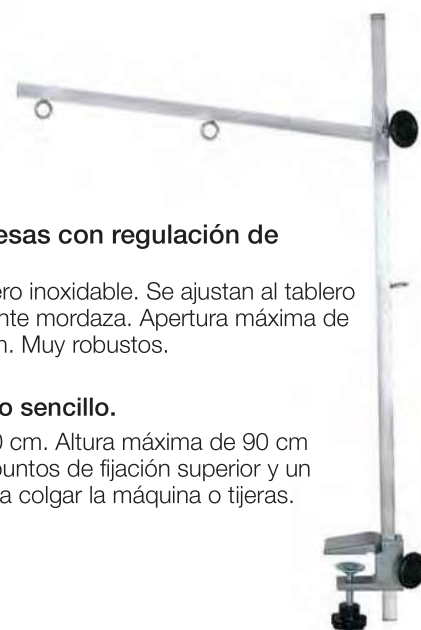 esas con regulación de
ero inoxidable. Se ajustan al tablero
nte mordaza. Apertura máxima de
n. Muy robustos.
o sencillo.
0 cm. Altura máxima de 90 cm
ountos de fijación superior y un
a colgar la máquina o tijeras.